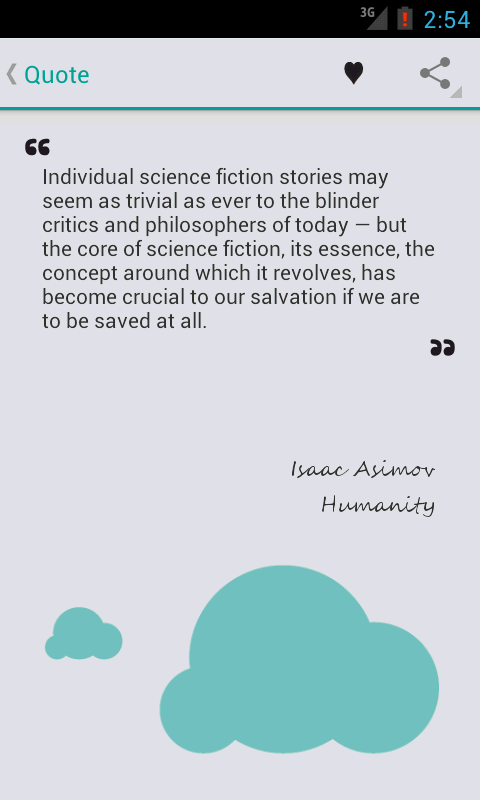 3G 2:54
Quote
“
Individual science fiction stories may
seem as trivial as ever to the blinder
critics and philosophers of today — but
the core of science fiction, its essence, the
concept around which it revolves, has
become crucial to our salvation if we are
to be saved at all.
”
Isaac Asimov
Humanity